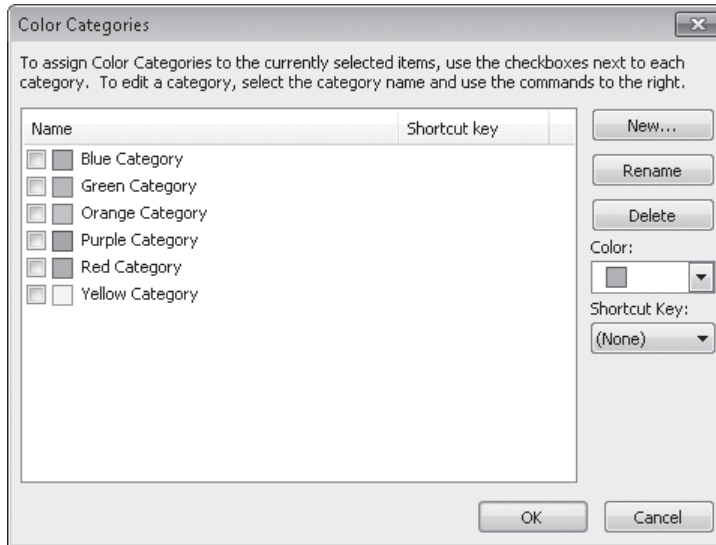 Color Categories
To assign Color Categories to the currently selected items, use the checkboxes next to each
category. To edit a category, select the category name and use the commands to the right.
Name Shortcut key
Blue Category
Green Category
Orange Category
Purple Category
Red Category
Yellow Category
New...
Rename
Delete
Color:
Shortcut Key:
(None)
OK Cancel